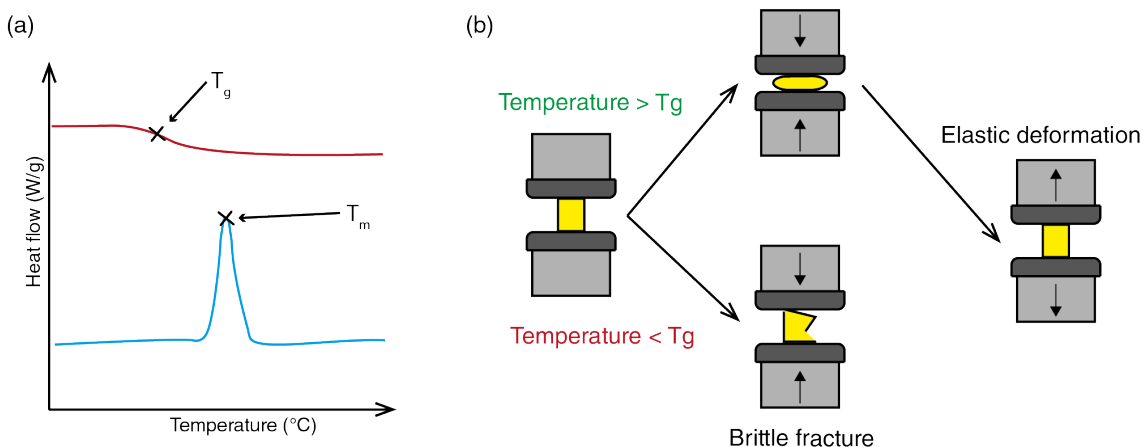 (a)
T_g
T_m
Heat flow (W/g)
Temperature (°C)
(b)
Temperature > Tg
Temperature < Tg
Elastic deformation
Brittle fracture